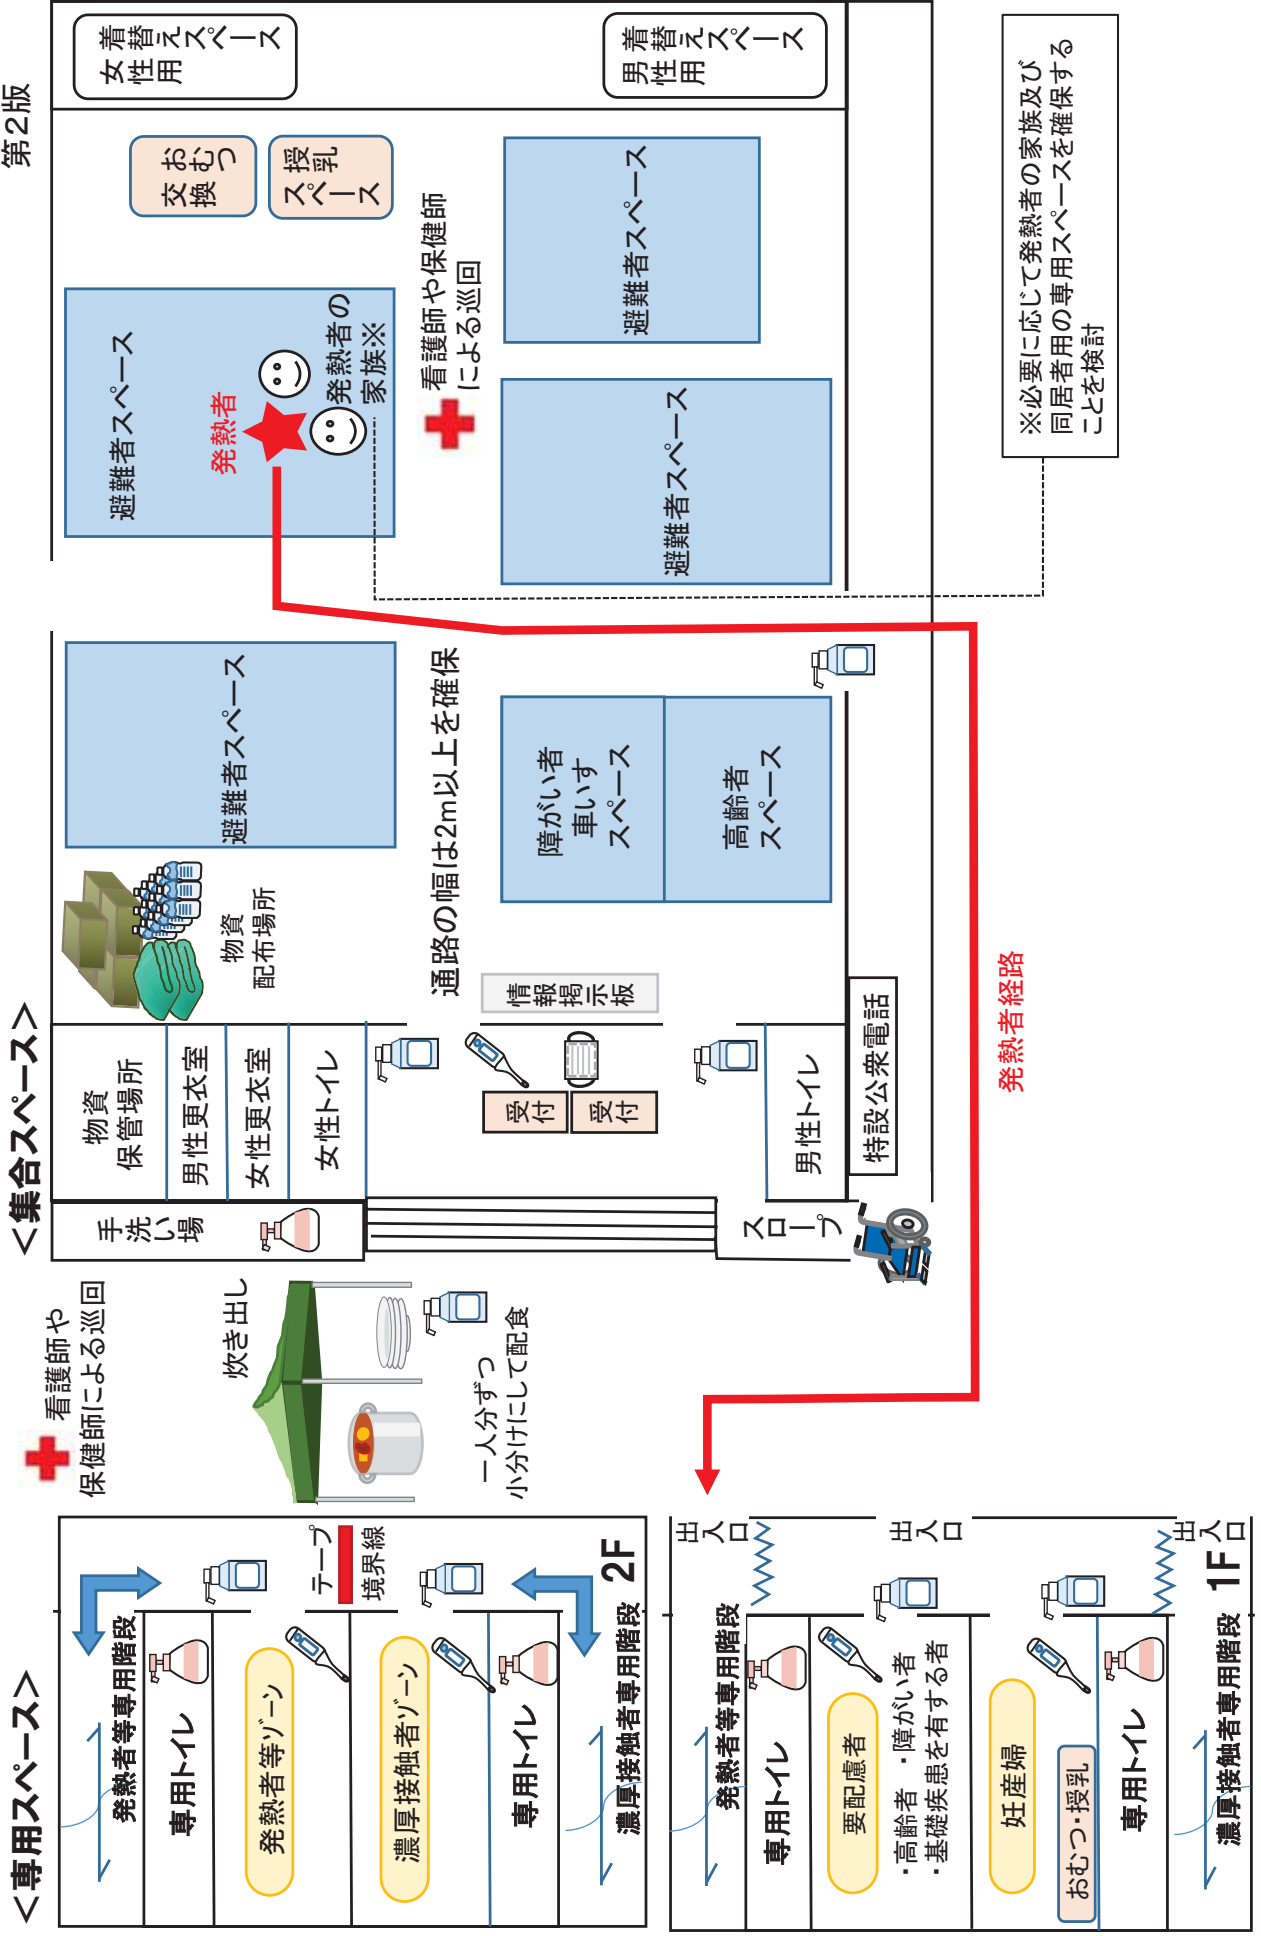 第2版
＜集合スペース＞
女性用
着替えスペース
男性用
着替えスペース
おむつ
交換
授乳
スペース
避難者スペース
発熱者
発熱者の
家族※
看護師や保健師
による巡回
避難者スペース
避難者スペース
※必要に応じて発熱者の家族及び
同居者用の専用スペースを確保する
ことを検討
避難者スペース
通路の幅は2m以上を確保
障がい者
車いす
スペース
高齢者
スペース
物資
配布場所
情報掲示板
物資
保管場所
男性更衣室
女性更衣室
女性トイレ
受付
受付
男性トイレ
特設公衆電話
発熱者経路
手洗い場
スロープ
看護師や
保健師による巡回
炊き出し
一人分ずつ
小分けにして配食
＜専用スペース＞
発熱者等専用階段
専用トイレ
発熱者等ゾーン
テープ
境界線
濃厚接触者ゾーン
専用トイレ
濃厚接触者専用階段
2F
出入口
発熱者等専用階段
専用トイレ
要配慮者
・高齢者 ・障がい者
・基礎疾患を有する者
出入口
妊産婦
おむつ・授乳
専用トイレ
濃厚接触者専用階段
出入口
1F